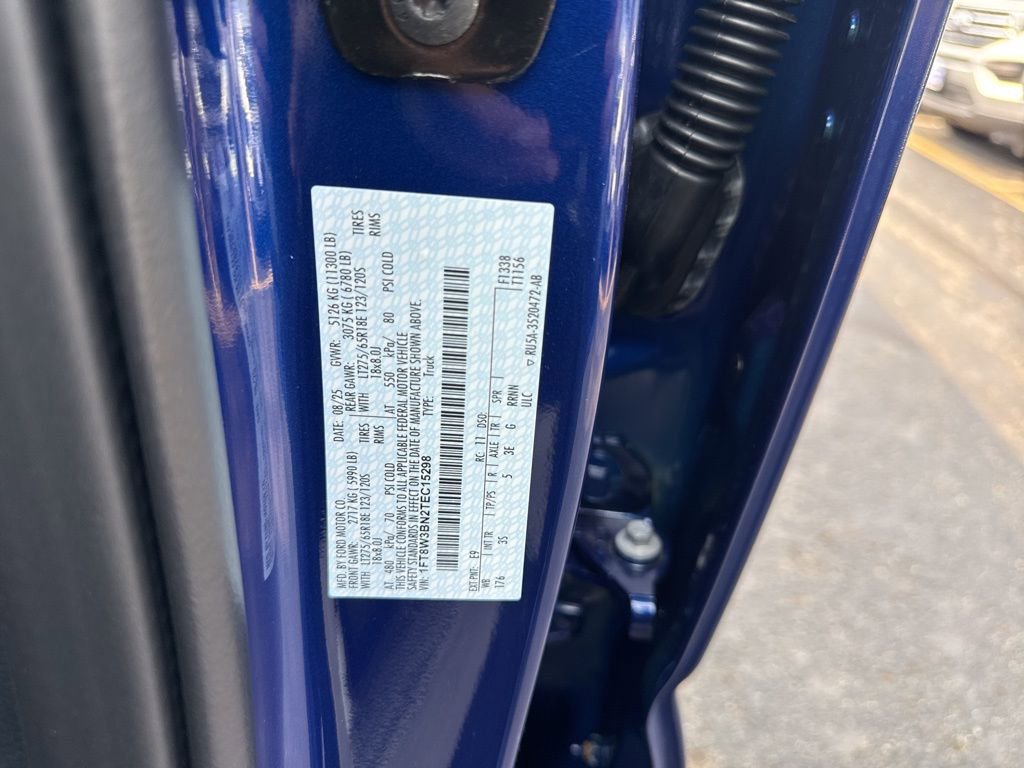 MFD. BY FORD MOTOR CO. DATE: 08/25 GVWR: 5126 KG (11300 LB)
FRONT GAWR: 2717 KG ( 5990 LB) REAR GAWR: 3075 KG ( 6780 LB)
WITH LT275/65R18E 123/120S TIRES WITH LT275/65R18E 123/120S TIRES
18x8.0J RIMS 18x8.0J RIMS
AT 480 kPa/ 70 PSI COLD AT 550 kPa/ 80 PSI COLD
THIS VEHICLE CONFORMS TO ALL APPLICABLE FEDERAL MOTOR VEHICLE
SAFETY STANDARDS IN EFFECT ON THE DATE OF MANUFACTURE SHOWN ABOVE.
VIN: 1FT8W3BN2TEC15298 TYPE: Truck
EXT PNT: E9 RC: 11 DSO: F1338
WB INT TR TP/PS R AXLE TR SPR T1156
176 3S 5 3E G RRNN
ULC ▽ RU5A-3520472-AB